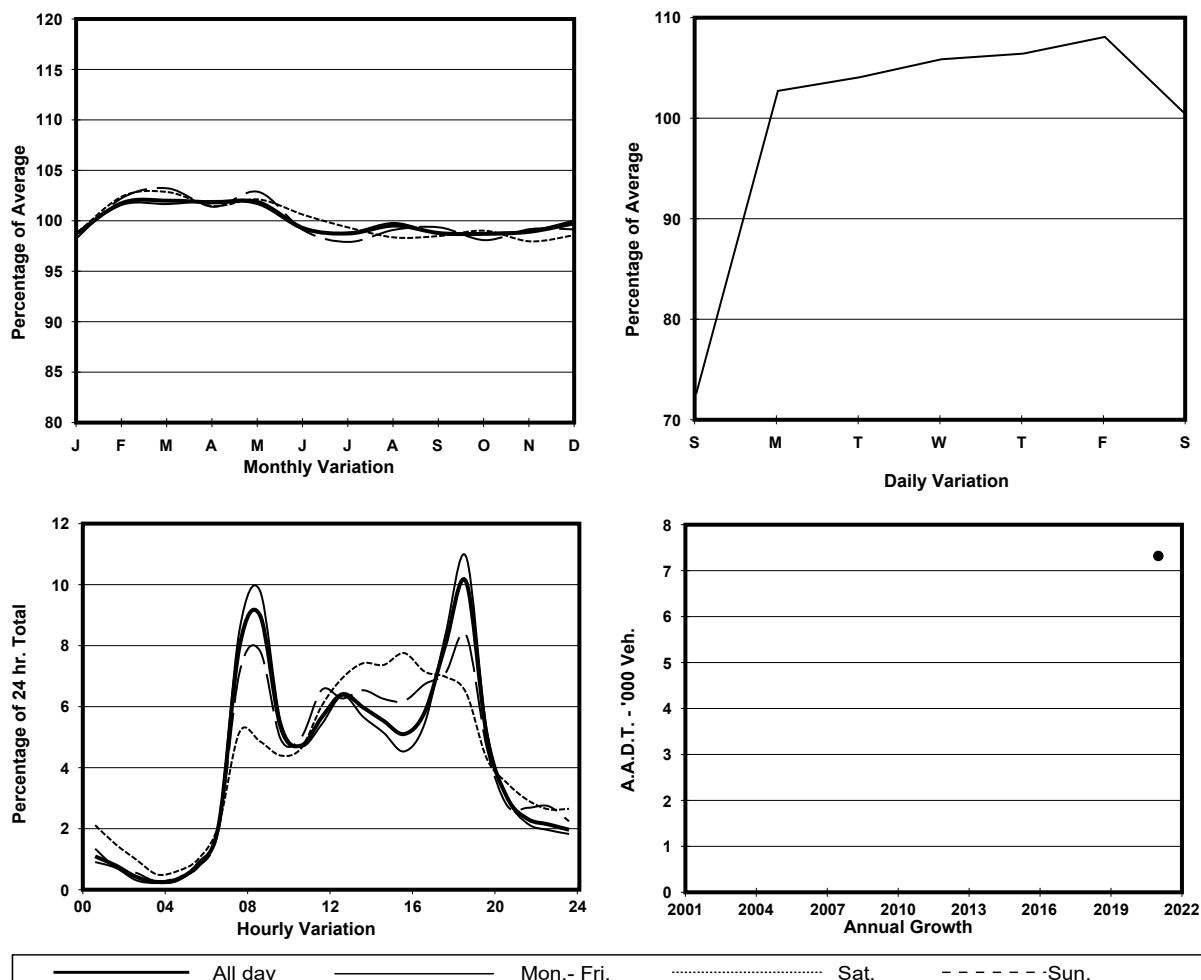 120
115
110
105
100
95
90
85
80
Percentage of Average
J F M A M J J A S O N D
Monthly Variation
110
100
90
80
70
Percentage of Average
S M T W T F S
Daily Variation
12
10
8
6
4
2
0
Percentage of 24 hr. Total
00 04 08 12 16 20 24
Hourly Variation
8
7
6
5
4
3
2
1
0
A.A.D.T. - '000 Veh.
2001 2004 2007 2010 2013 2016 2019 2022
Annual Growth
All day Mon.- Fri. Sat. Sun.